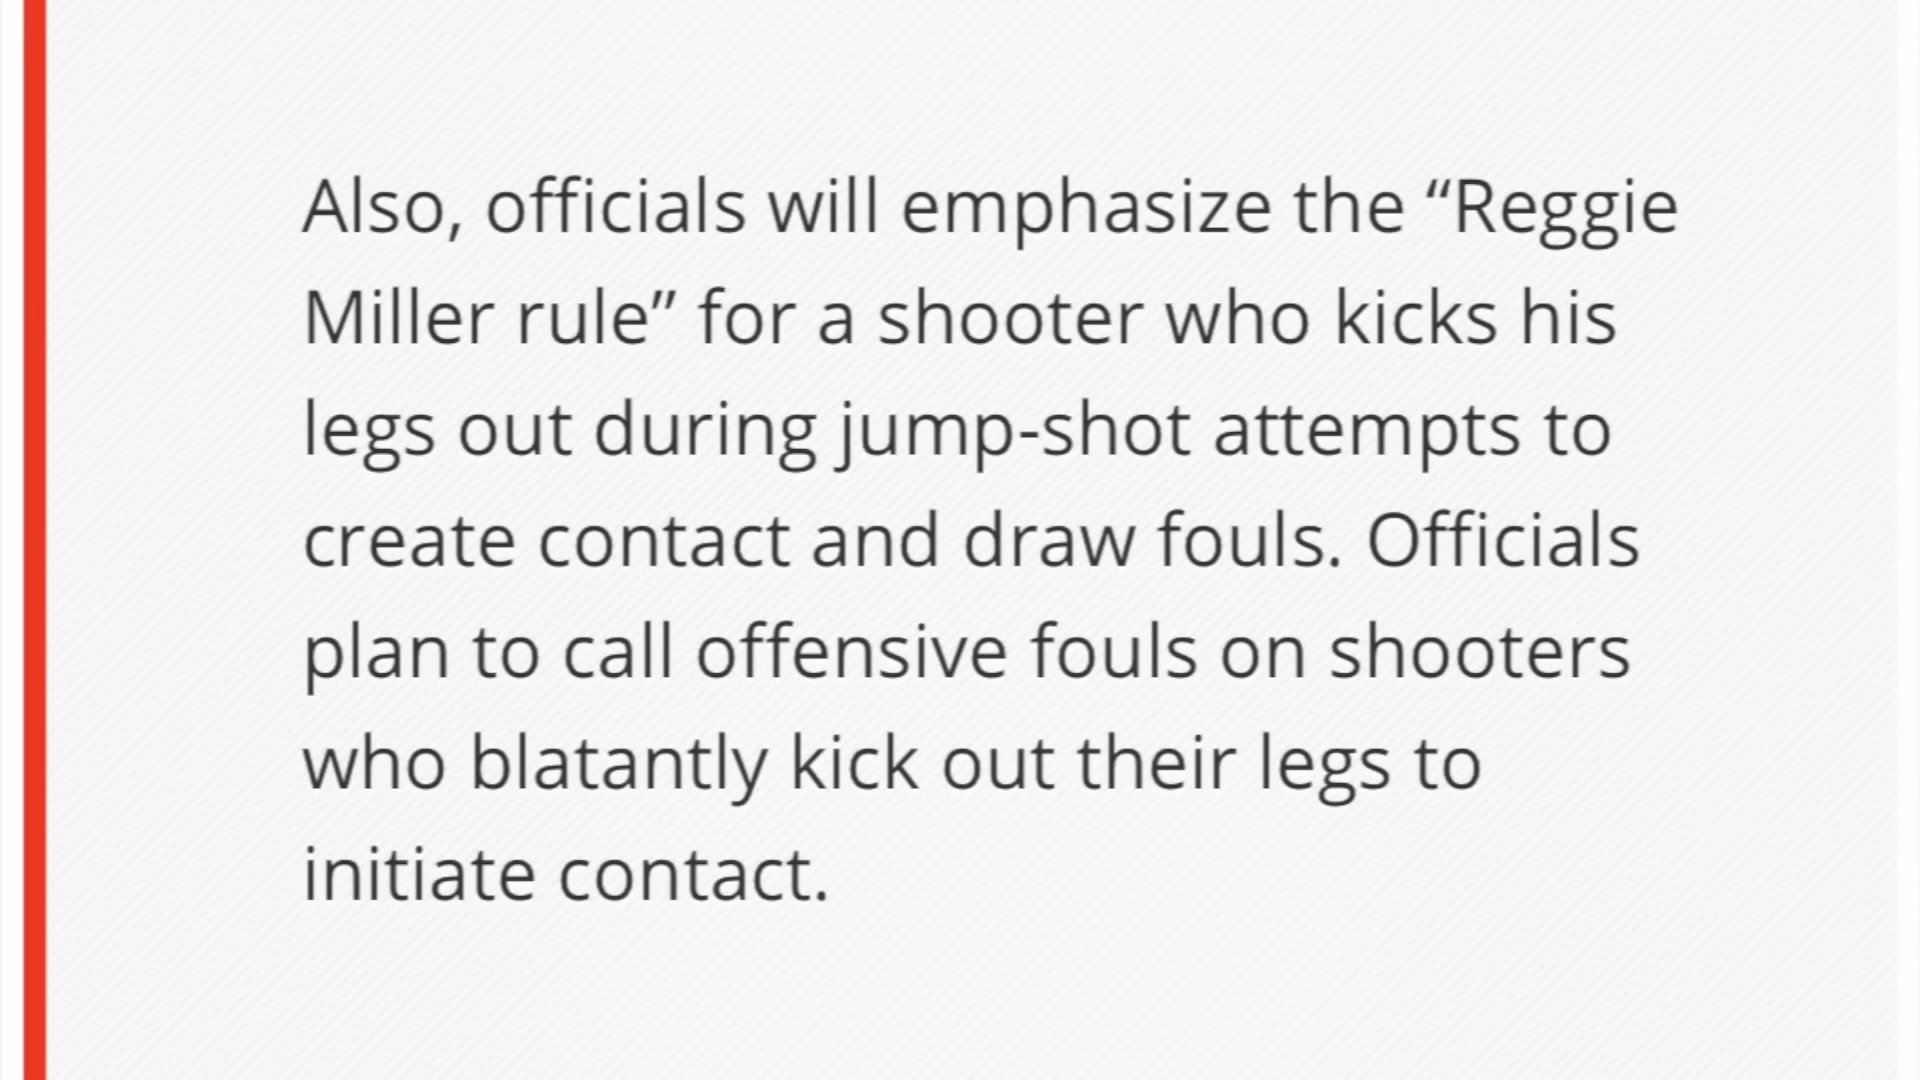 Also, officials will emphasize the “Reggie
Miller rule” for a shooter who kicks his
legs out during jump-shot attempts to
create contact and draw fouls. Officials
plan to call offensive fouls on shooters
who blatantly kick out their legs to
initiate contact.